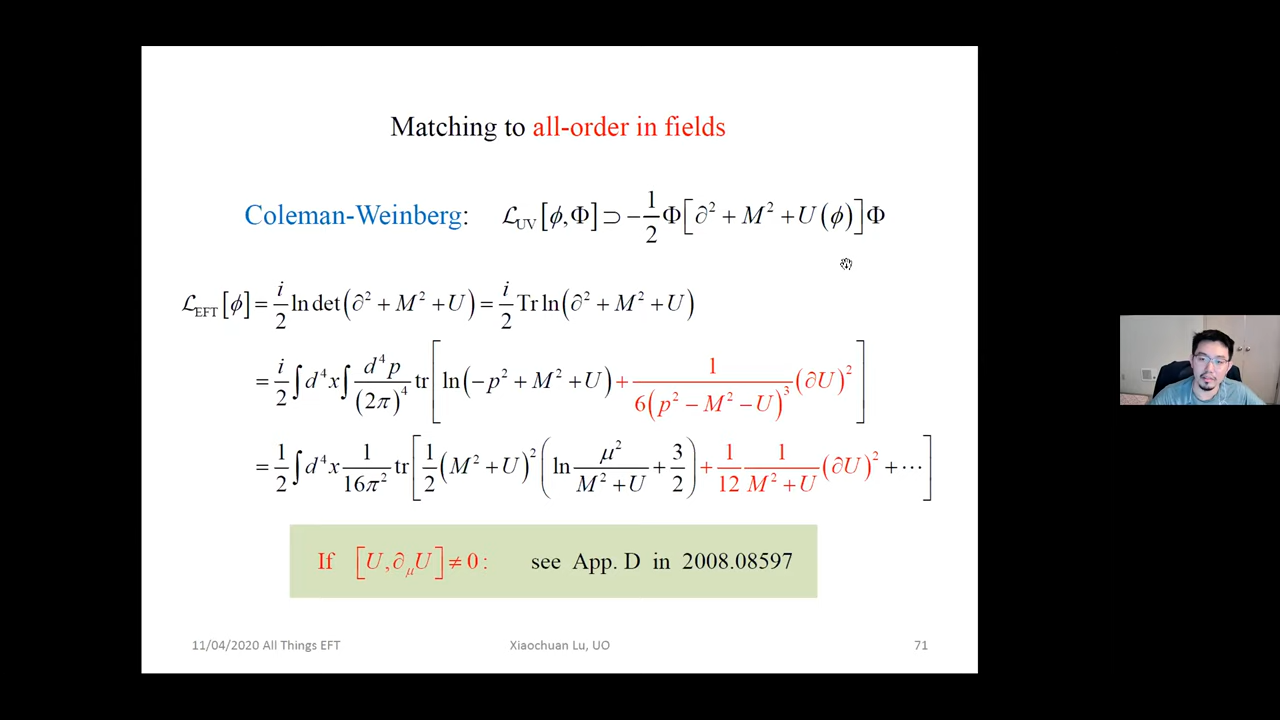 Matching to all-order in fields
Coleman-Weinberg: ℒ_UV[ϕ,Φ] ⊃ −1/2 Φ[∂² + M² + U(ϕ)]Φ
ℒ_EFT[ϕ] = i/2 ln det(∂² + M² + U) = i/2 Tr ln(∂² + M² + U)
= i/2 ∫d⁴x ∫ d⁴p/(2π)⁴ tr[ln(−p² + M² + U) + 1/(6(p² − M² − U)³) (∂U)²]
= 1/2 ∫d⁴x 1/(16π²) tr[1/2 (M² + U)² (ln μ²/(M² + U) + 3/2) + 1/12 1/(M² + U) (∂U)² + ⋯]
If [U, ∂_μ U] ≠ 0: see App. D in 2008.08597
11/04/2020 All Things EFT Xiaochuan Lu, UO 71